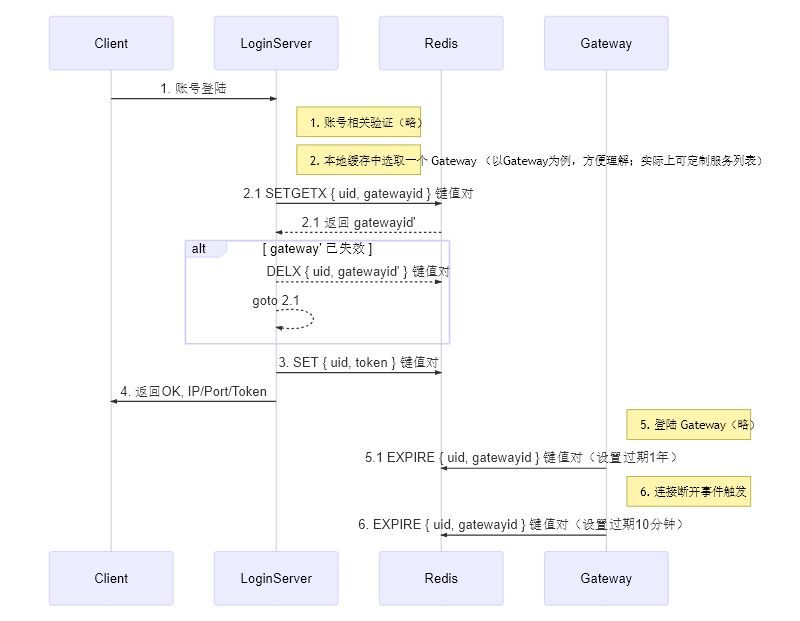 Client
LoginServer
Redis
Gateway
1. 账号登陆
1. 账号相关验证（略）
2. 本地缓存中选取一个 Gateway （以Gateway为例，方便理解；实际上可定制服务列表）
2.1 SETGETX { uid, gatewayid } 键值对
2.1 返回 gatewayid'
alt
[ gateway' 已失效 ]
DELX { uid, gatewayid' } 键值对
goto 2.1
3. SET { uid, token } 键值对
4. 返回OK, IP/Port/Token
5. 登陆 Gateway（略）
5.1 EXPIRE { uid, gatewayid } 键值对（设置过期1年）
6. 连接断开事件触发
6. EXPIRE { uid, gatewayid } 键值对（设置过期10分钟）
Client
LoginServer
Redis
Gateway